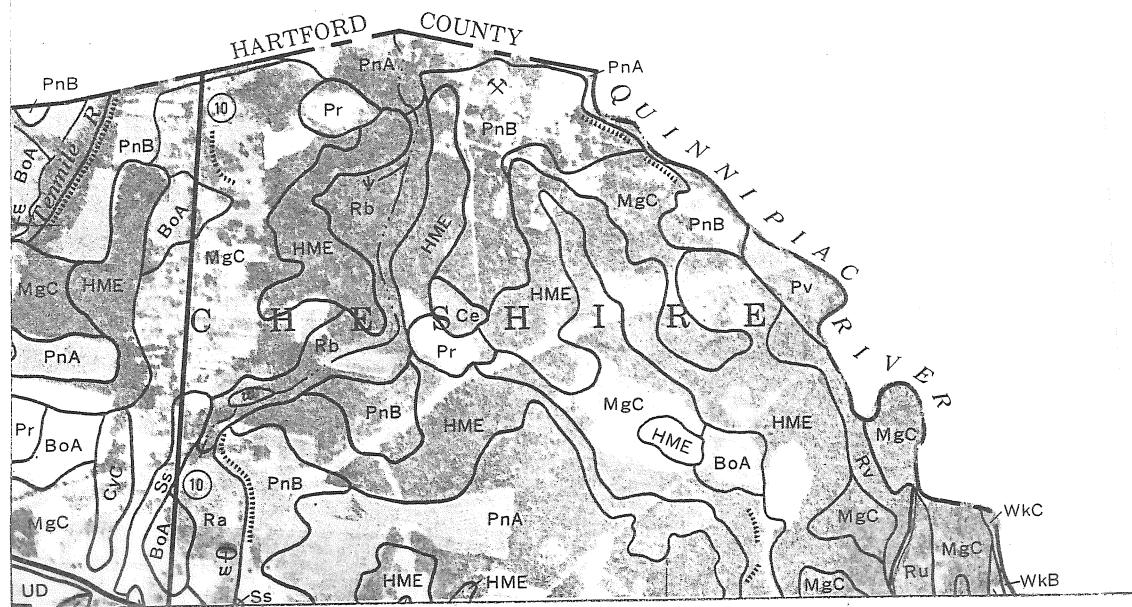 HARTFORD COUNTY
PnA
PnA
PnB
Pr
10
PnB
QUINNIPIAC RIVER
Tenmile R
PnB
BoA
BoA
Rb
MgC
PnB
HME
HME
MgC
MgC
HME
HME
Pv
CHESHIRE
Ce
Rb
Pr
PnA
PnB
MgC
HME
HME
HME
MgC
Pr
BoA
BoA
CyC
Ss
10
PnB
Rv
Ra
PnA
MgC
MgC
WkC
BoA
MgC
HME
HME
MgC
Ru
WkB
UD
Ss